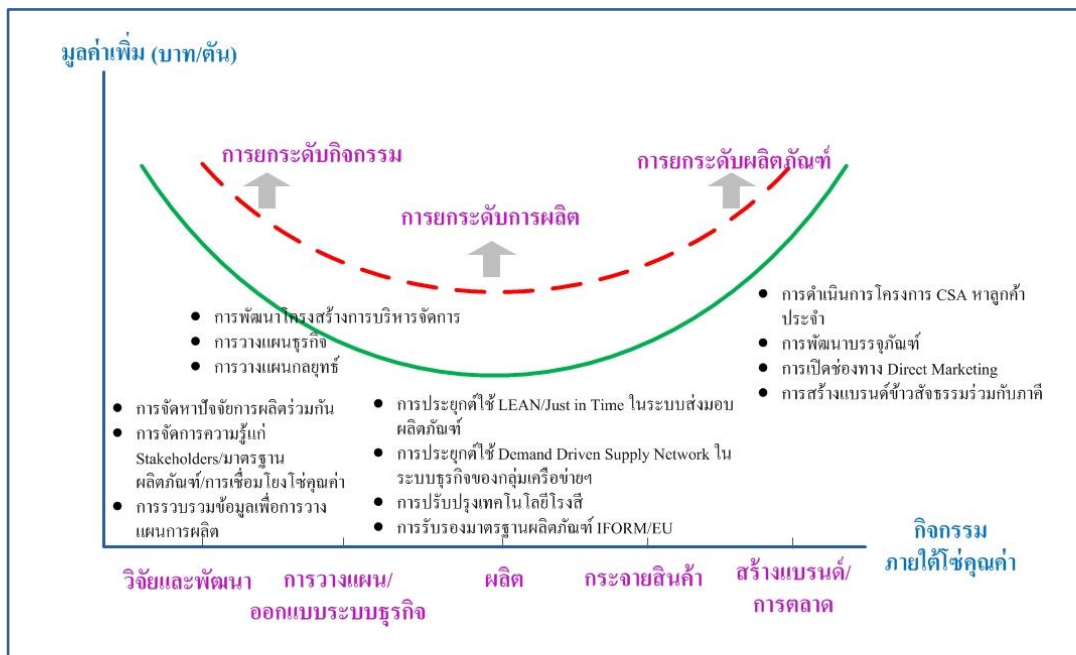 มูลค่าเพิ่ม (บาท/ตัน)
การยกระดับกิจกรรม
การยกระดับผลิตภัณฑ์
การยกระดับการผลิต
● การพัฒนาโครงสร้างการบริหารจัดการ
● การวางแผนธุรกิจ
● การวางแผนกลยุทธ์
● การดำเนินการโครงการ CSA หาลูกค้า
ประจำ
● การพัฒนาบรรจุภัณฑ์
● การเปิดช่องทาง Direct Marketing
● การสร้างแบรนด์ข้าวสัจธรรมร่วมกับภาคี
● การจัดหาปัจจัยการผลิตร่วมกัน
● การจัดการความรู้แก่
Stakeholders/มาตรฐาน
ผลิตภัณฑ์/การเชื่อมโยงโซ่คุณค่า
● การรวบรวมข้อมูลเพื่อการวาง
แผนการผลิต
● การประยุกต์ใช้ LEAN/Just in Time ในระบบส่งมอบ
ผลิตภัณฑ์
● การประยุกต์ใช้ Demand Driven Supply Network ใน
ระบบธุรกิจของกลุ่มเครือข่ายฯ
● การปรับปรุงเทคโนโลยีโรงสี
● การรับรองมาตรฐานผลิตภัณฑ์ IFORM/EU
วิจัยและพัฒนา
การวางแผน/
ออกแบบระบบธุรกิจ
ผลิต
กระจายสินค้า
สร้างแบรนด์/
การตลาด
กิจกรรม
ภายใต้โซ่คุณค่า